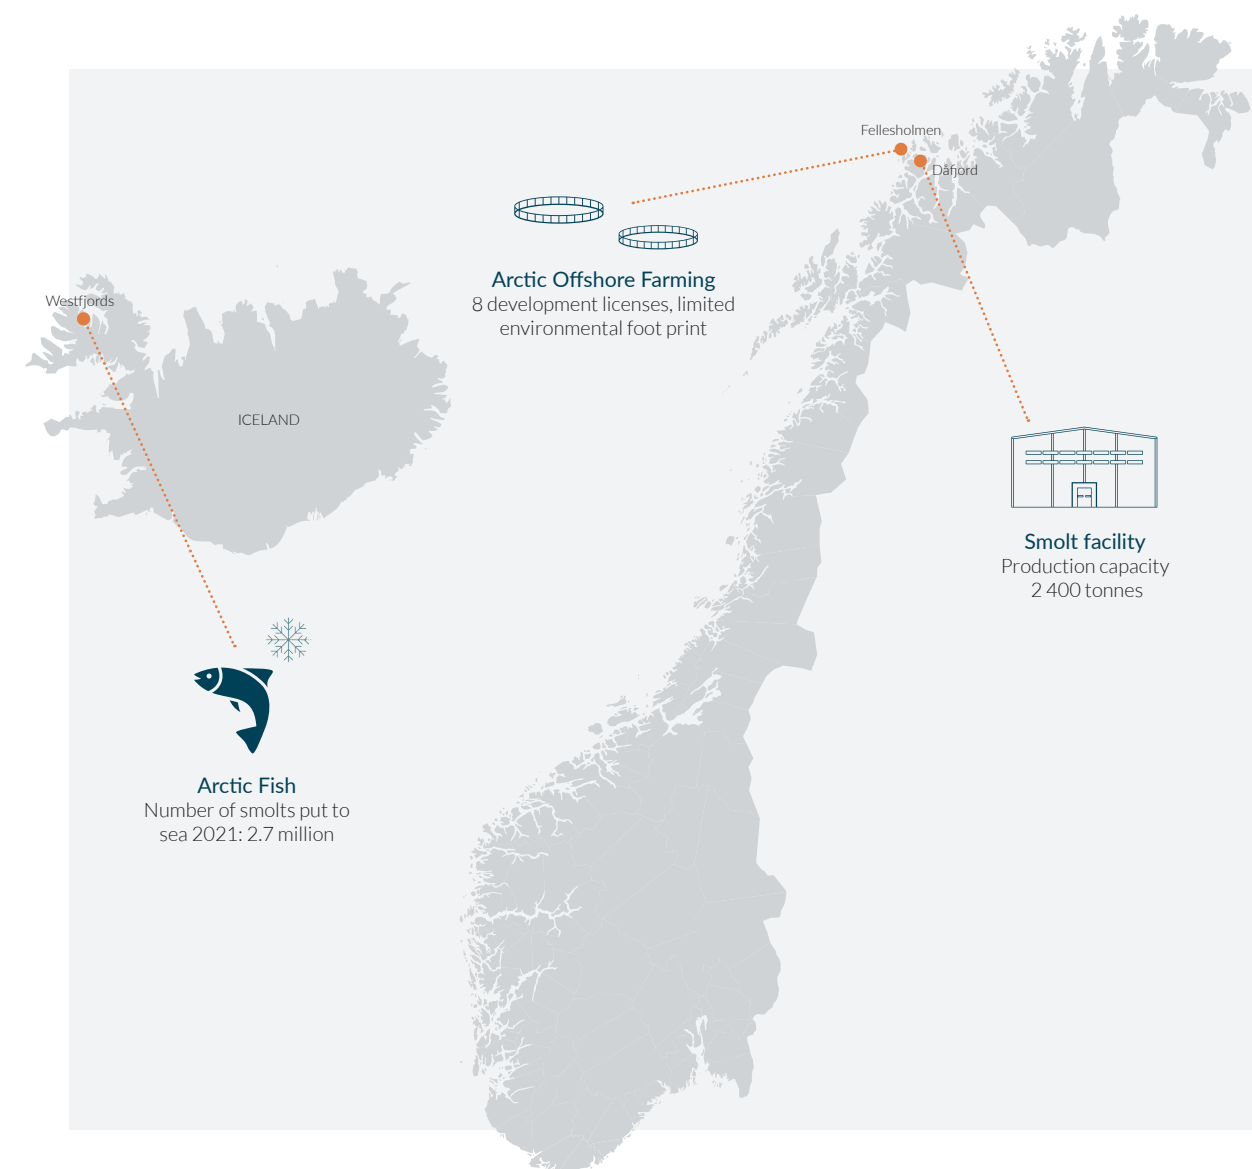 Fellesholmen
Dåfjord
Arctic Offshore Farming
8 development licenses, limited
environmental foot print
Westfjords
ICELAND
Smolt facility
Production capacity
2 400 tonnes
Arctic Fish
Number of smolts put to
sea 2021: 2.7 million